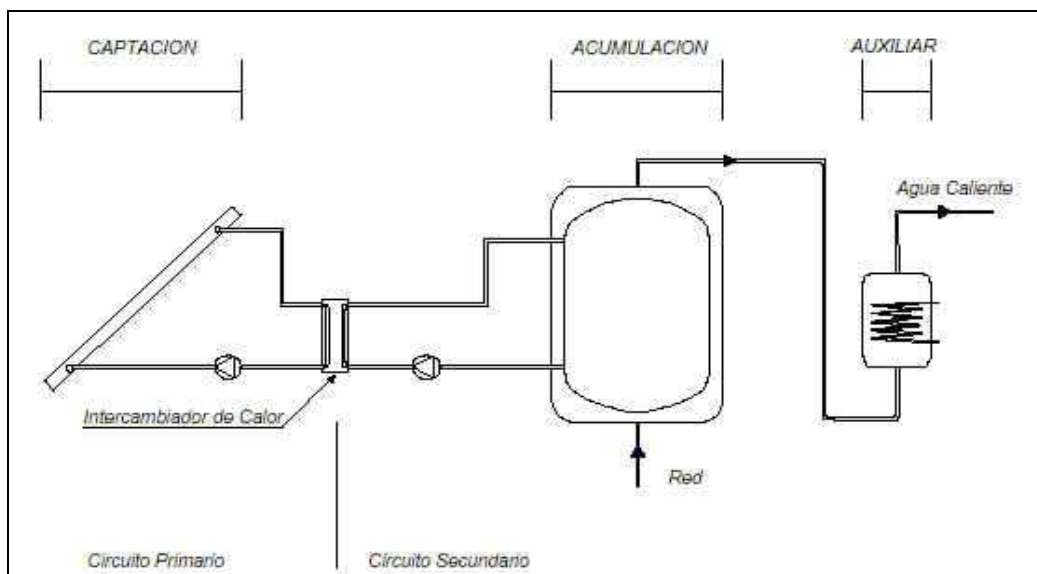 CAPTACION
ACUMULACION
AUXILIAR
Agua Caliente
Intercambiador de Calor
Red
Circuito Primario
Circuito Secundario